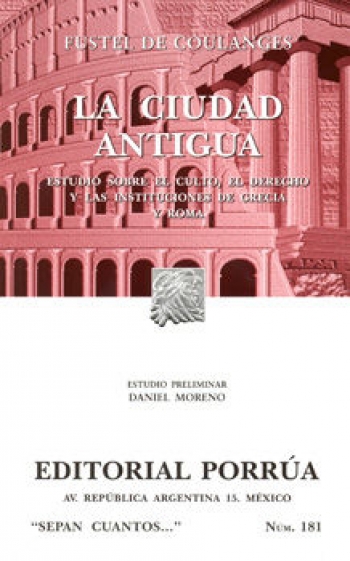 FUSTEL DE COULANGES
LA CIUDAD
ANTIGUA
ESTUDIO SOBRE EL CULTO, EL DERECHO
Y LAS INSTITUCIONES DE GRECIA
Y ROMA
ESTUDIO PRELIMINAR
DANIEL MORENO
EDITORIAL PORRÚA
AV. REPÚBLICA ARGENTINA 15. MÉXICO
“SEPAN CUANTOS...” NÚM. 181